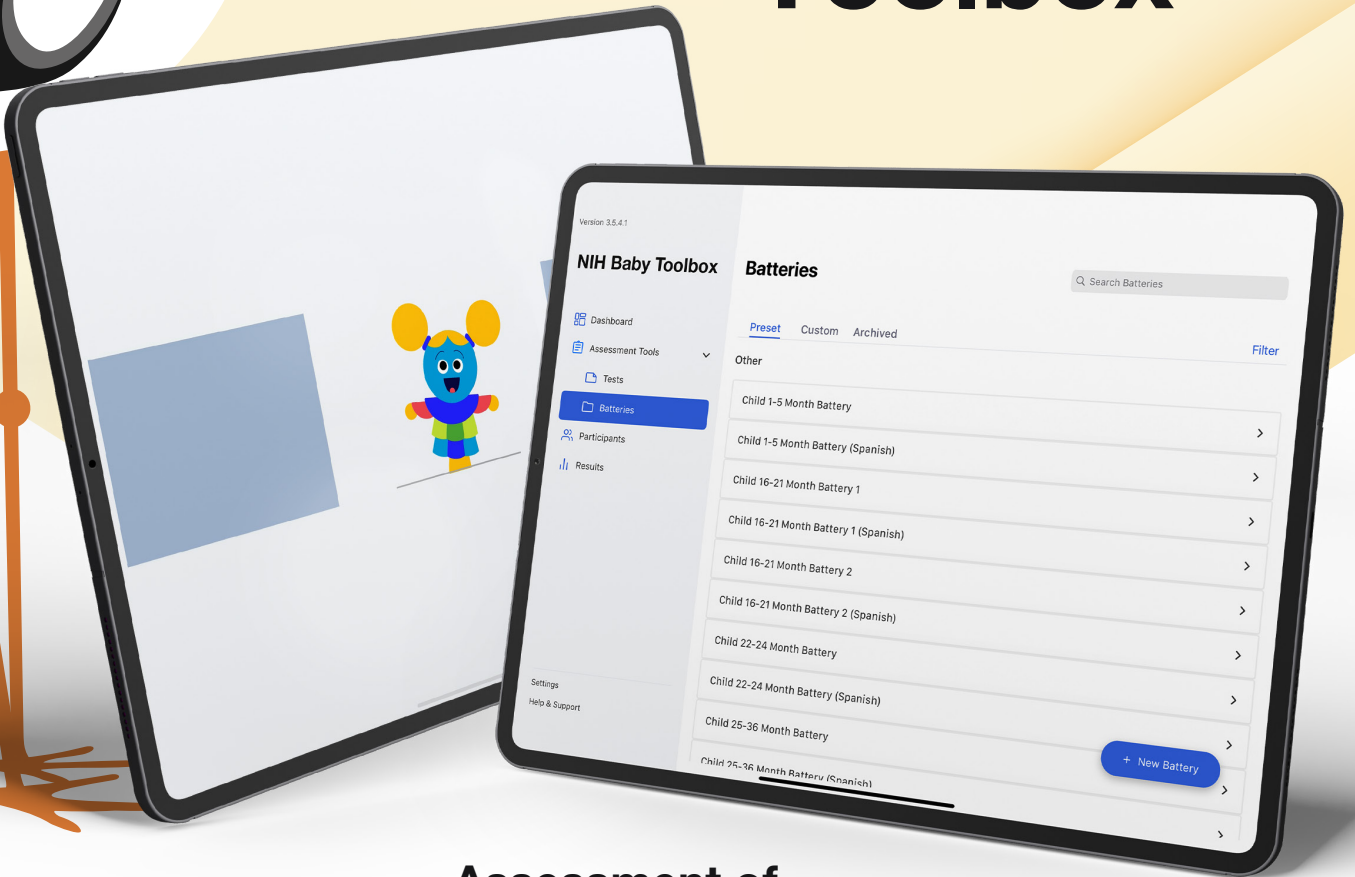 Toolbox
Version 3.5.4.1
NIH Baby Toolbox
Dashboard
Assessment Tools
Tests
Batteries
Participants
Results
Settings
Help & Support
Batteries
Search Batteries
Preset Custom Archived
Filter
Other
Child 1-5 Month Battery
Child 1-5 Month Battery (Spanish)
Child 16-21 Month Battery 1
Child 16-21 Month Battery 1 (Spanish)
Child 16-21 Month Battery 2
Child 16-21 Month Battery 2 (Spanish)
Child 22-24 Month Battery
Child 22-24 Month Battery (Spanish)
Child 25-36 Month Battery
Child 25-36 Month Battery (Spanish)
+ New Battery
Assessment of